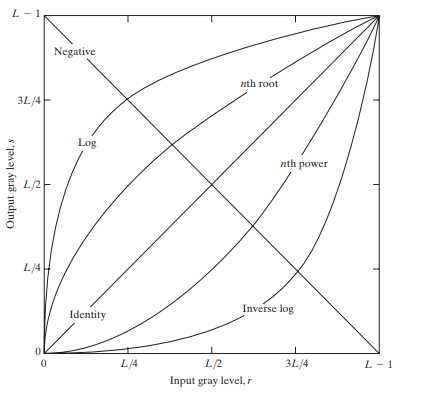 L − 1
Negative
nth root
3L/4
Log
nth power
L/2
Output gray level, s
L/4
Identity
Inverse log
0
0
L/4
L/2
3L/4
L − 1
Input gray level, r